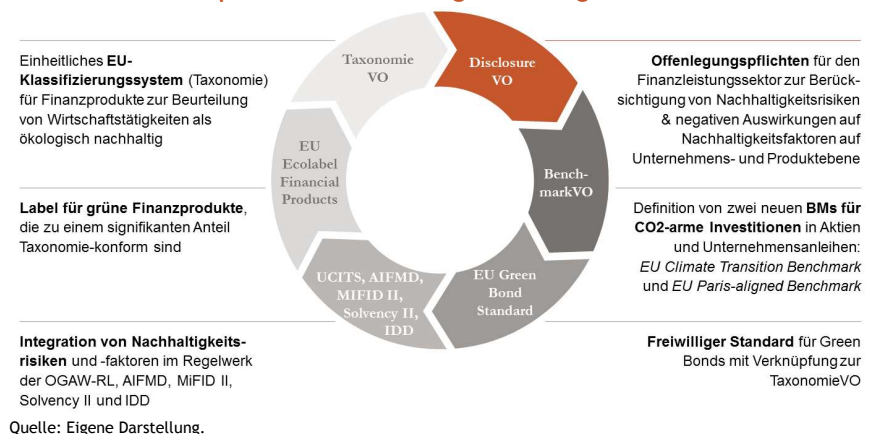 Einheitliches EU-
Klassifizierungssystem (Taxonomie)
für Finanzprodukte zur Beurteilung
von Wirtschaftstätigkeiten als
ökologisch nachhaltig
Label für grüne Finanzprodukte,
die zu einem signifikanten Anteil
Taxonomie-konform sind
Integration von Nachhaltigkeits-
risiken und -faktoren im Regelwerk
der OGAW-RL, AIFMD, MiFID II,
Solvency II und IDD
Taxonomie
VO
Disclosure
VO
Bench-
markVO
EU Green
Bond
Standard
UCITS, AIFMD,
MIFID II,
Solvency II,
IDD
EU
Ecolabel
Financial
Products
Offenlegungspflichten für den
Finanzleistungssektor zur Berück-
sichtigung von Nachhaltigkeitsrisiken
& negativen Auswirkungen auf
Nachhaltigkeitsfaktoren auf
Unternehmens- und Produktebene
Definition von zwei neuen BMs für
CO2-arme Investitionen in Aktien
und Unternehmensanleihen:
EU Climate Transition Benchmark
und EU Paris-aligned Benchmark
Freiwilliger Standard für Green
Bonds mit Verknüpfung zur
TaxonomieVO
Quelle: Eigene Darstellung.